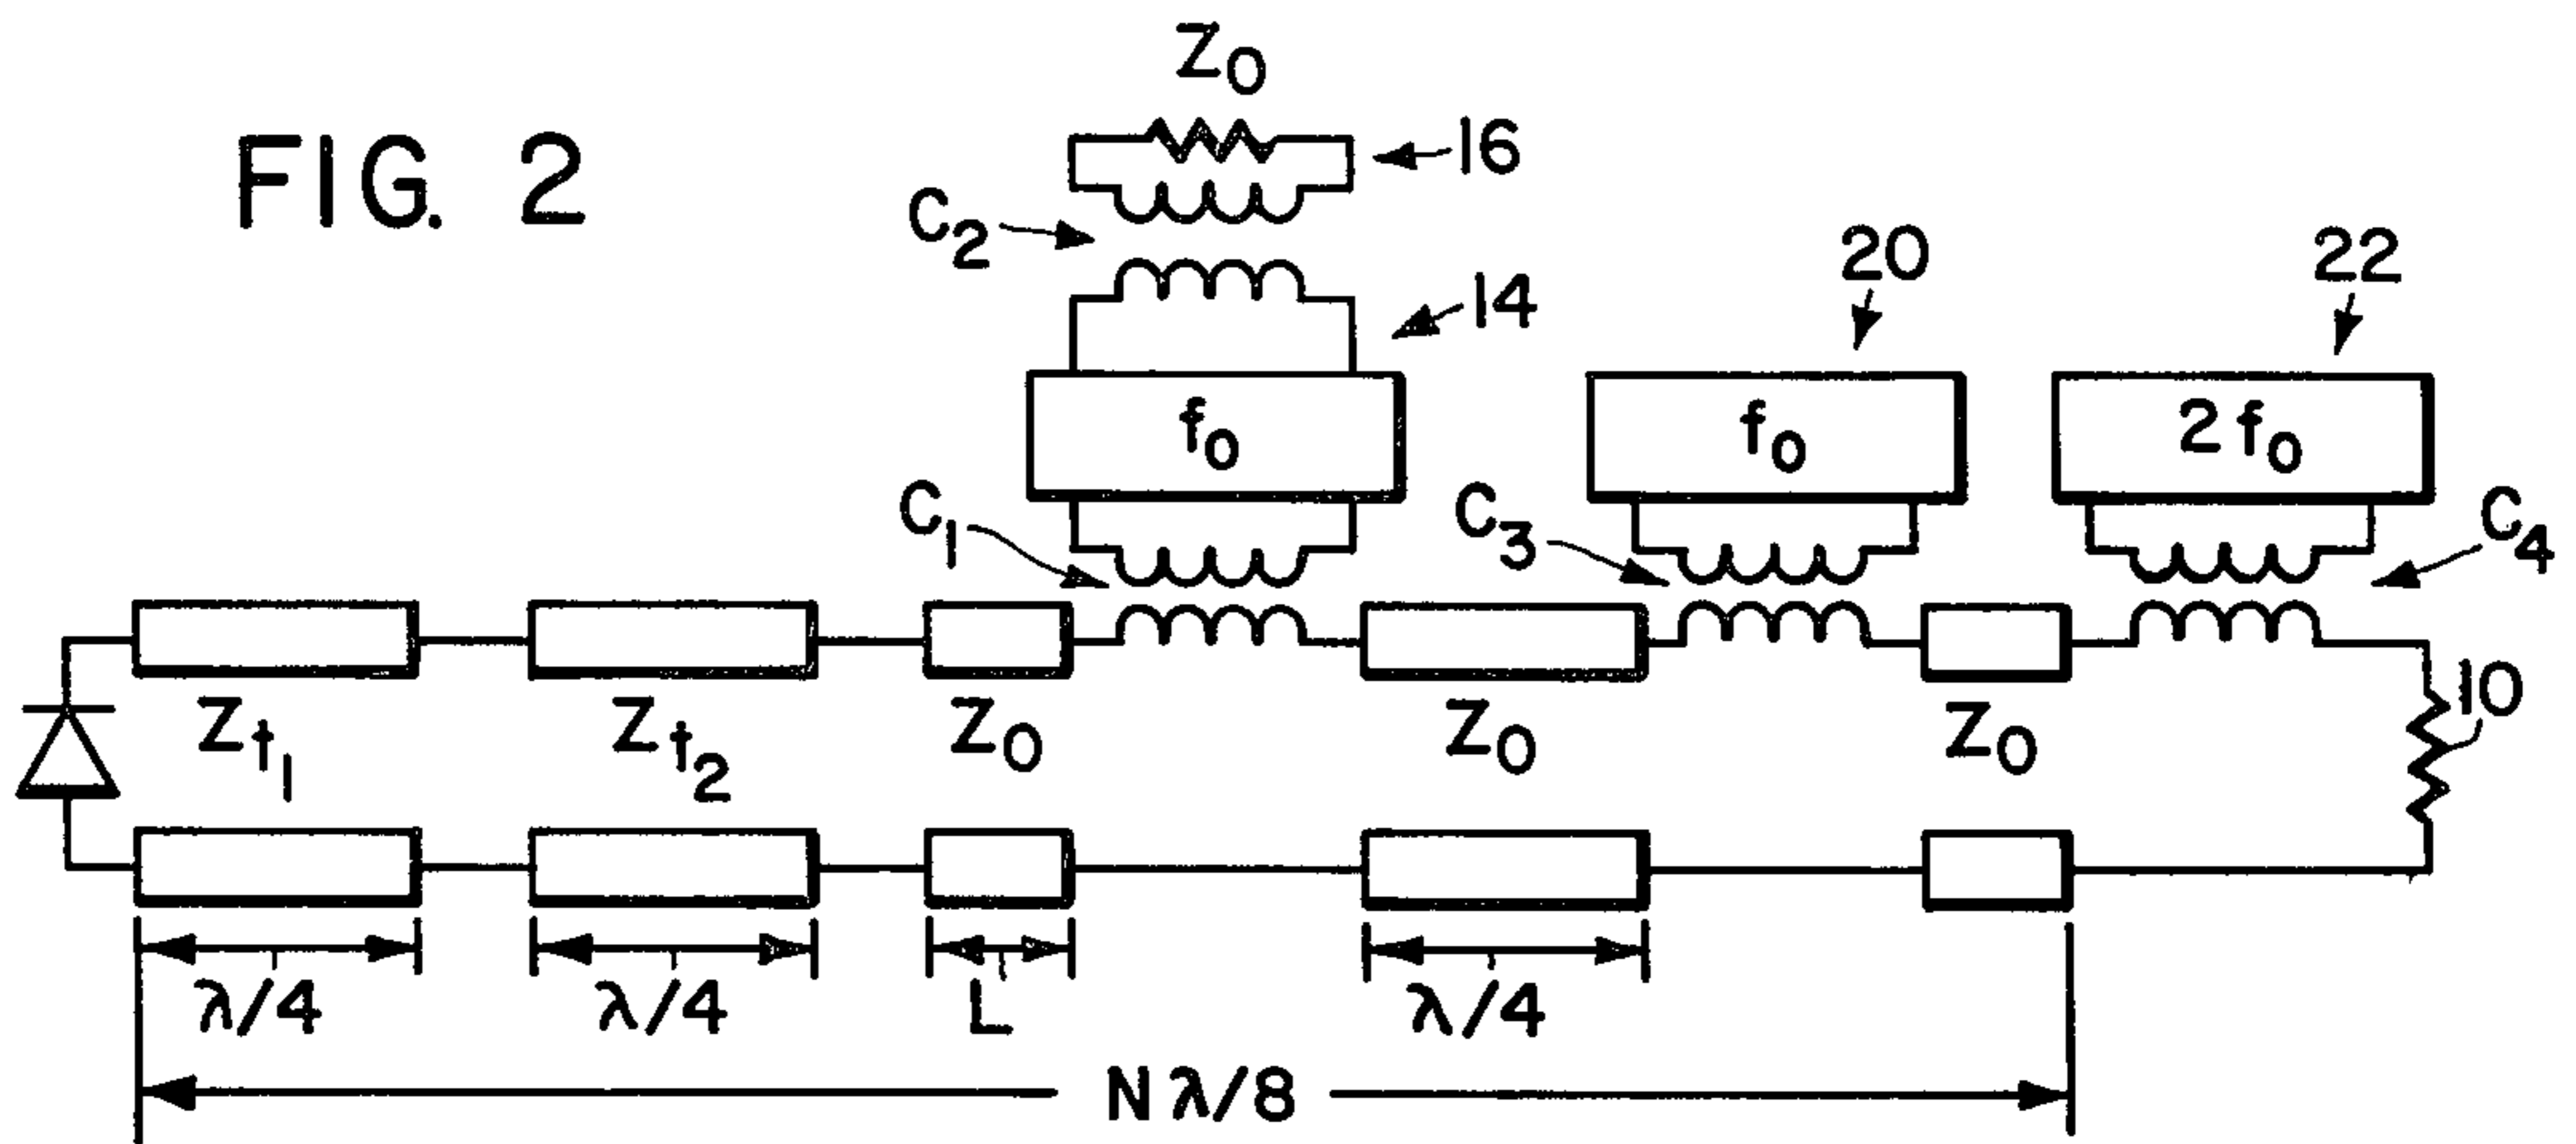 FIG. 2
Z₀
16
C₂
14
20
22
f₀
f₀
2f₀
C₁
C₃
C₄
10
Zt₁
Zt₂
Z₀
Z₀
Z₀
λ/4
λ/4
L
λ/4
Nλ/8